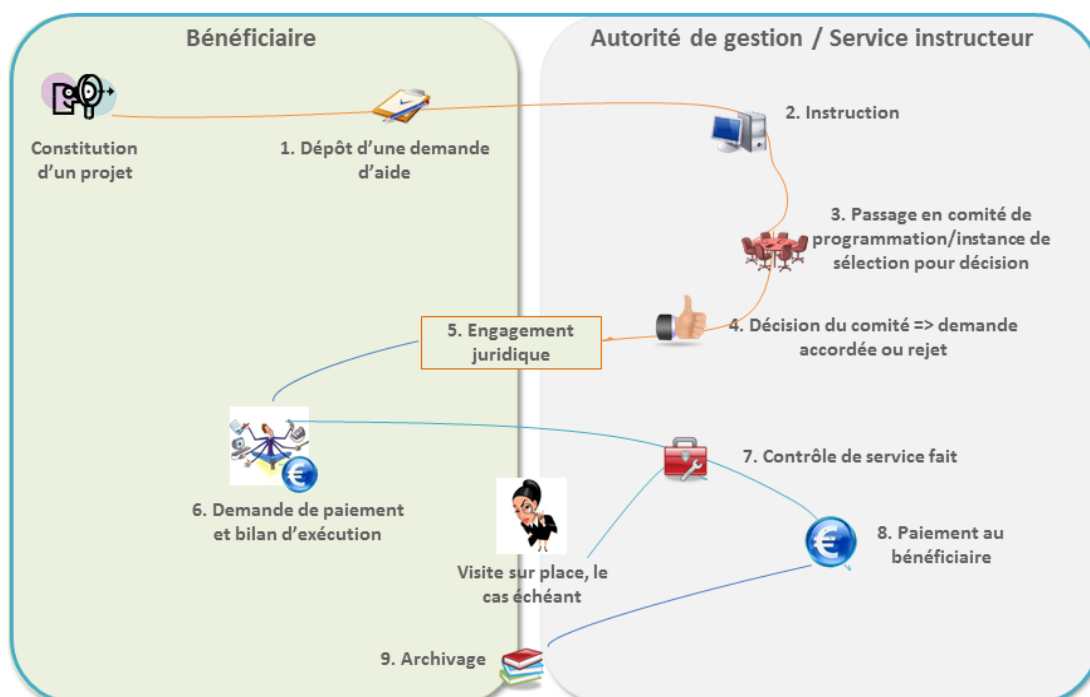 Bénéficiaire
Autorité de gestion / Service instructeur
Constitution
d'un projet
1. Dépôt d'une demande
d'aide
2. Instruction
3. Passage en comité de
programmation/instance de
sélection pour décision
4. Décision du comité => demande
accordée ou rejet
5. Engagement
juridique
6. Demande de paiement
et bilan d'exécution
7. Contrôle de service fait
Visite sur place, le
cas échéant
8. Paiement au
bénéficiaire
9. Archivage